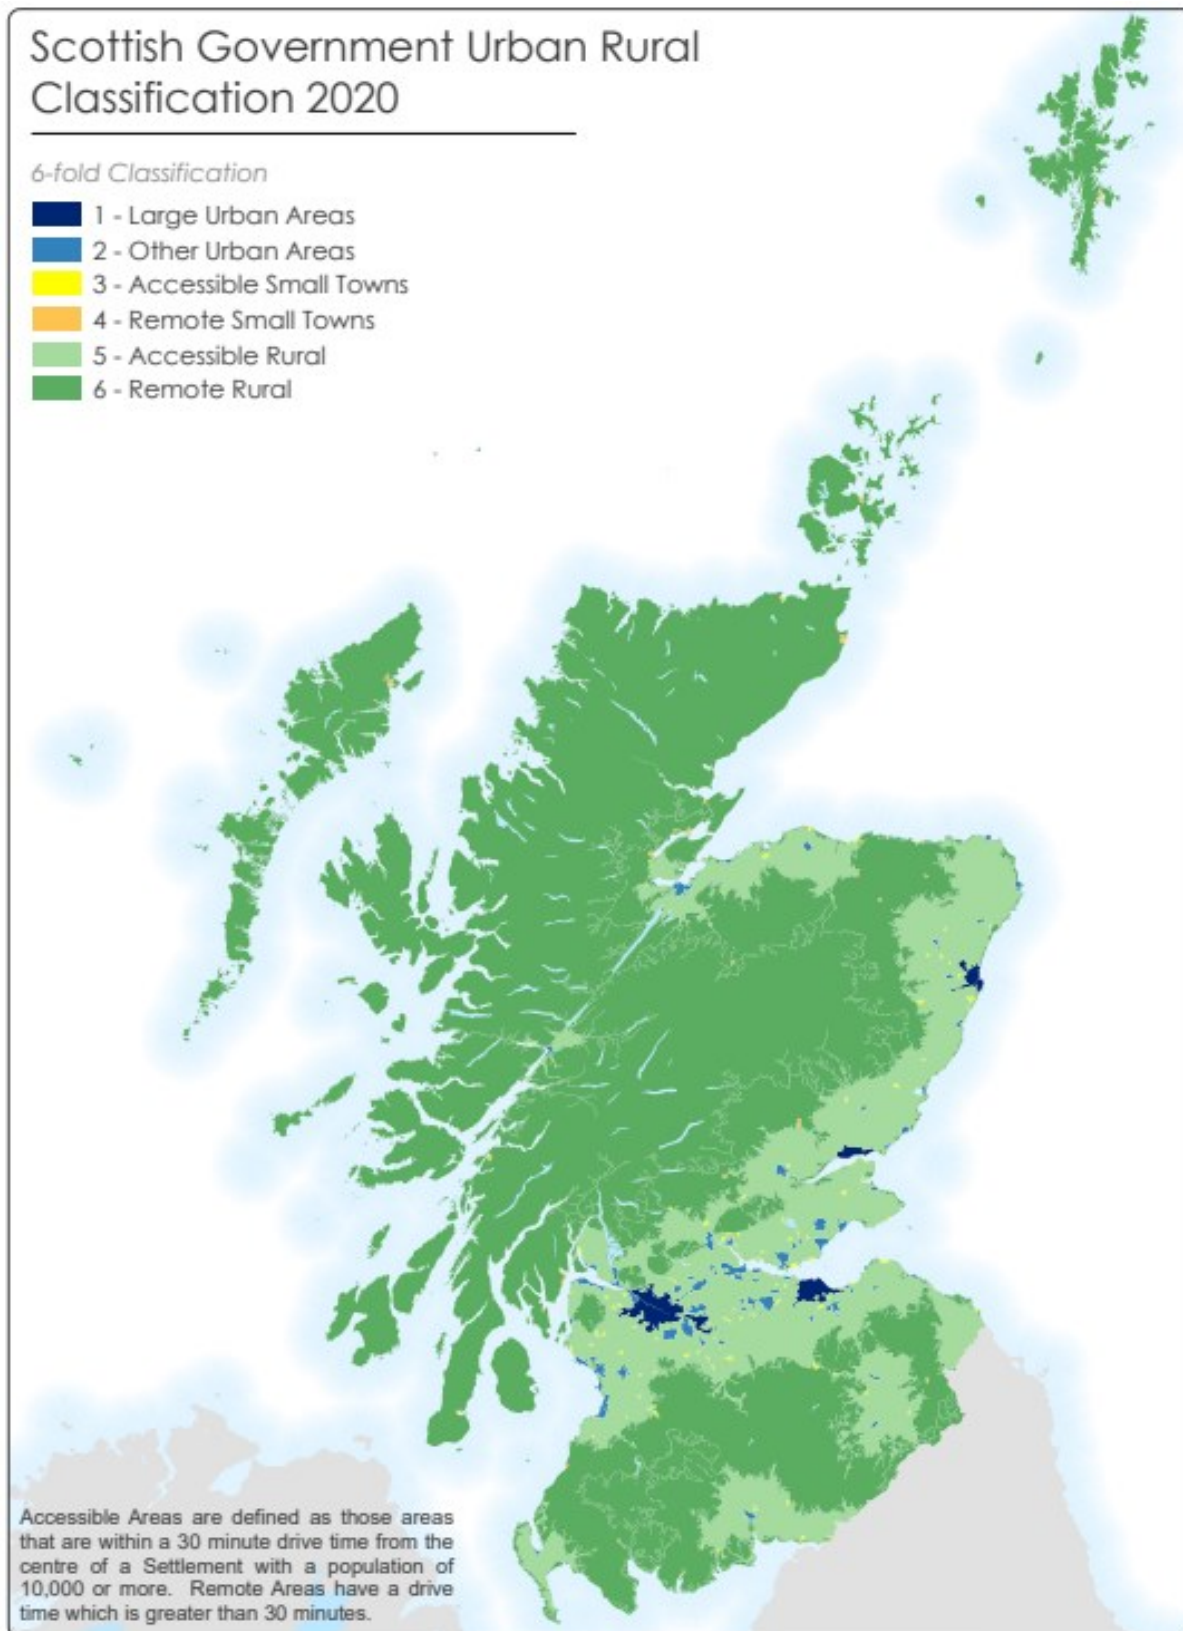 Scottish Government Urban Rural
Classification 2020
6-fold Classification
1 - Large Urban Areas
2 - Other Urban Areas
3 - Accessible Small Towns
4 - Remote Small Towns
5 - Accessible Rural
6 - Remote Rural
Accessible Areas are defined as those areas
that are within a 30 minute drive time from the
centre of a Settlement with a population of
10,000 or more. Remote Areas have a drive
time which is greater than 30 minutes.